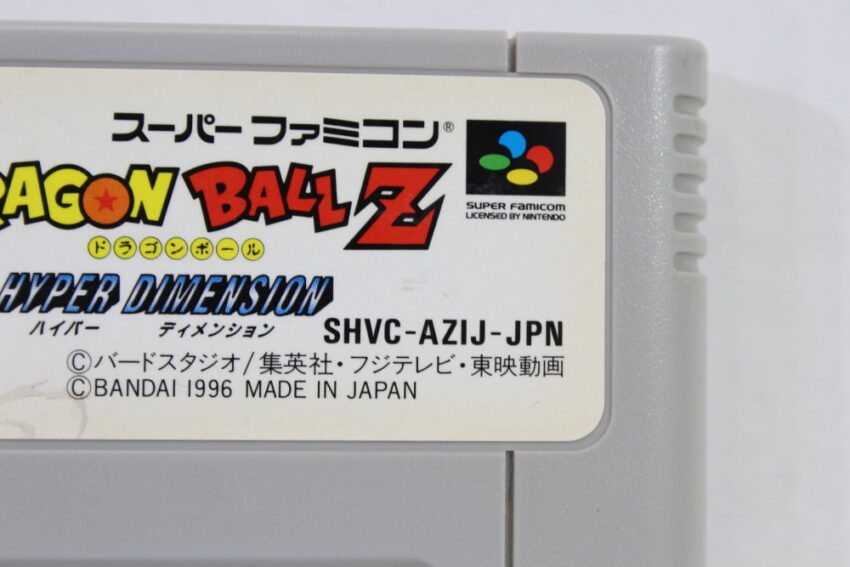 スーパーファミコン®
RAGON BALL Z
ドラゴンボール
HYPER DIMENSION
ハイパー ディメンション
SUPER FAMICOM
LICENSED BY NINTENDO
SHVC-AZIJ-JPN
©バードスタジオ/集英社・フジテレビ・東映動画
©BANDAI 1996 MADE IN JAPAN